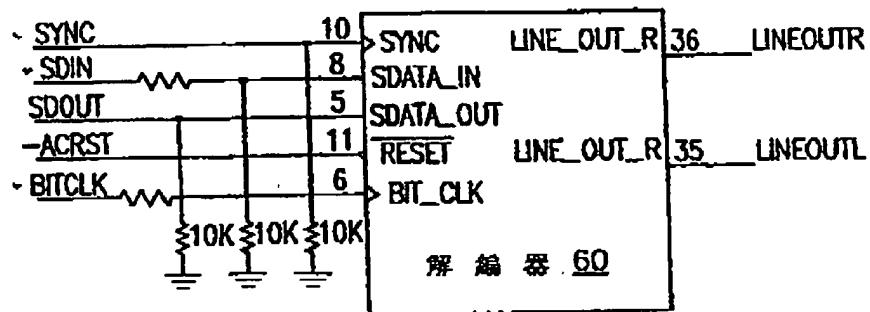 SYNC 10 SYNC LINE_OUT_R 36 LINEOUTR
SDIN 8 SDATA_IN
SDOUT 5 SDATA_OUT
-ACRST 11 RESET LINE_OUT_R 35 LINEOUTL
BITCLK 6 BIT_CLK
10K 10K 10K
解編器 60